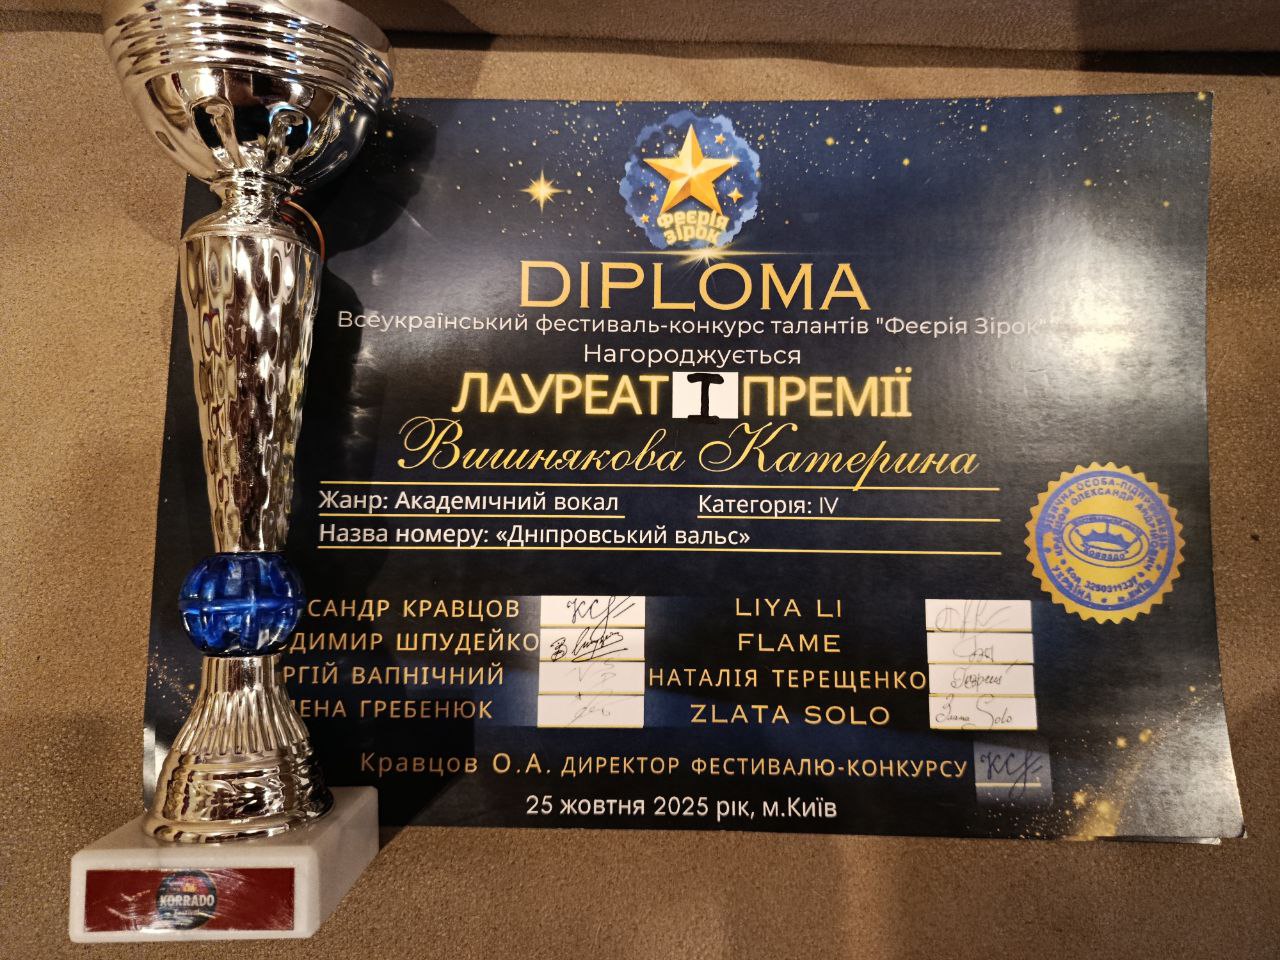 Феєрія
Зірок
DIPLOMA
Всеукраїнський фестиваль-конкурс талантів "Феєрія Зірок"
Нагороджується
ЛАУРЕАТ I ПРЕМІЇ
Вишнякова Катерина
Жанр: Академічний вокал Категорія: IV
Назва номеру: «Дніпровський вальс»
САНДР КРАВЦОВ LIYA LI
ДИМИР ШПУДЕЙКО FLAME
РГІЙ ВАПНІЧНИЙ НАТАЛІЯ ТЕРЕЩЕНКО
ЕНА ГРЕБЕНЮК ZLATA SOLO
Кравцов О.А. ДИРЕКТОР ФЕСТИВАЛЮ-КОНКУРСУ
25 жовтня 2025 рік, м.Київ
KORRADO
Festival